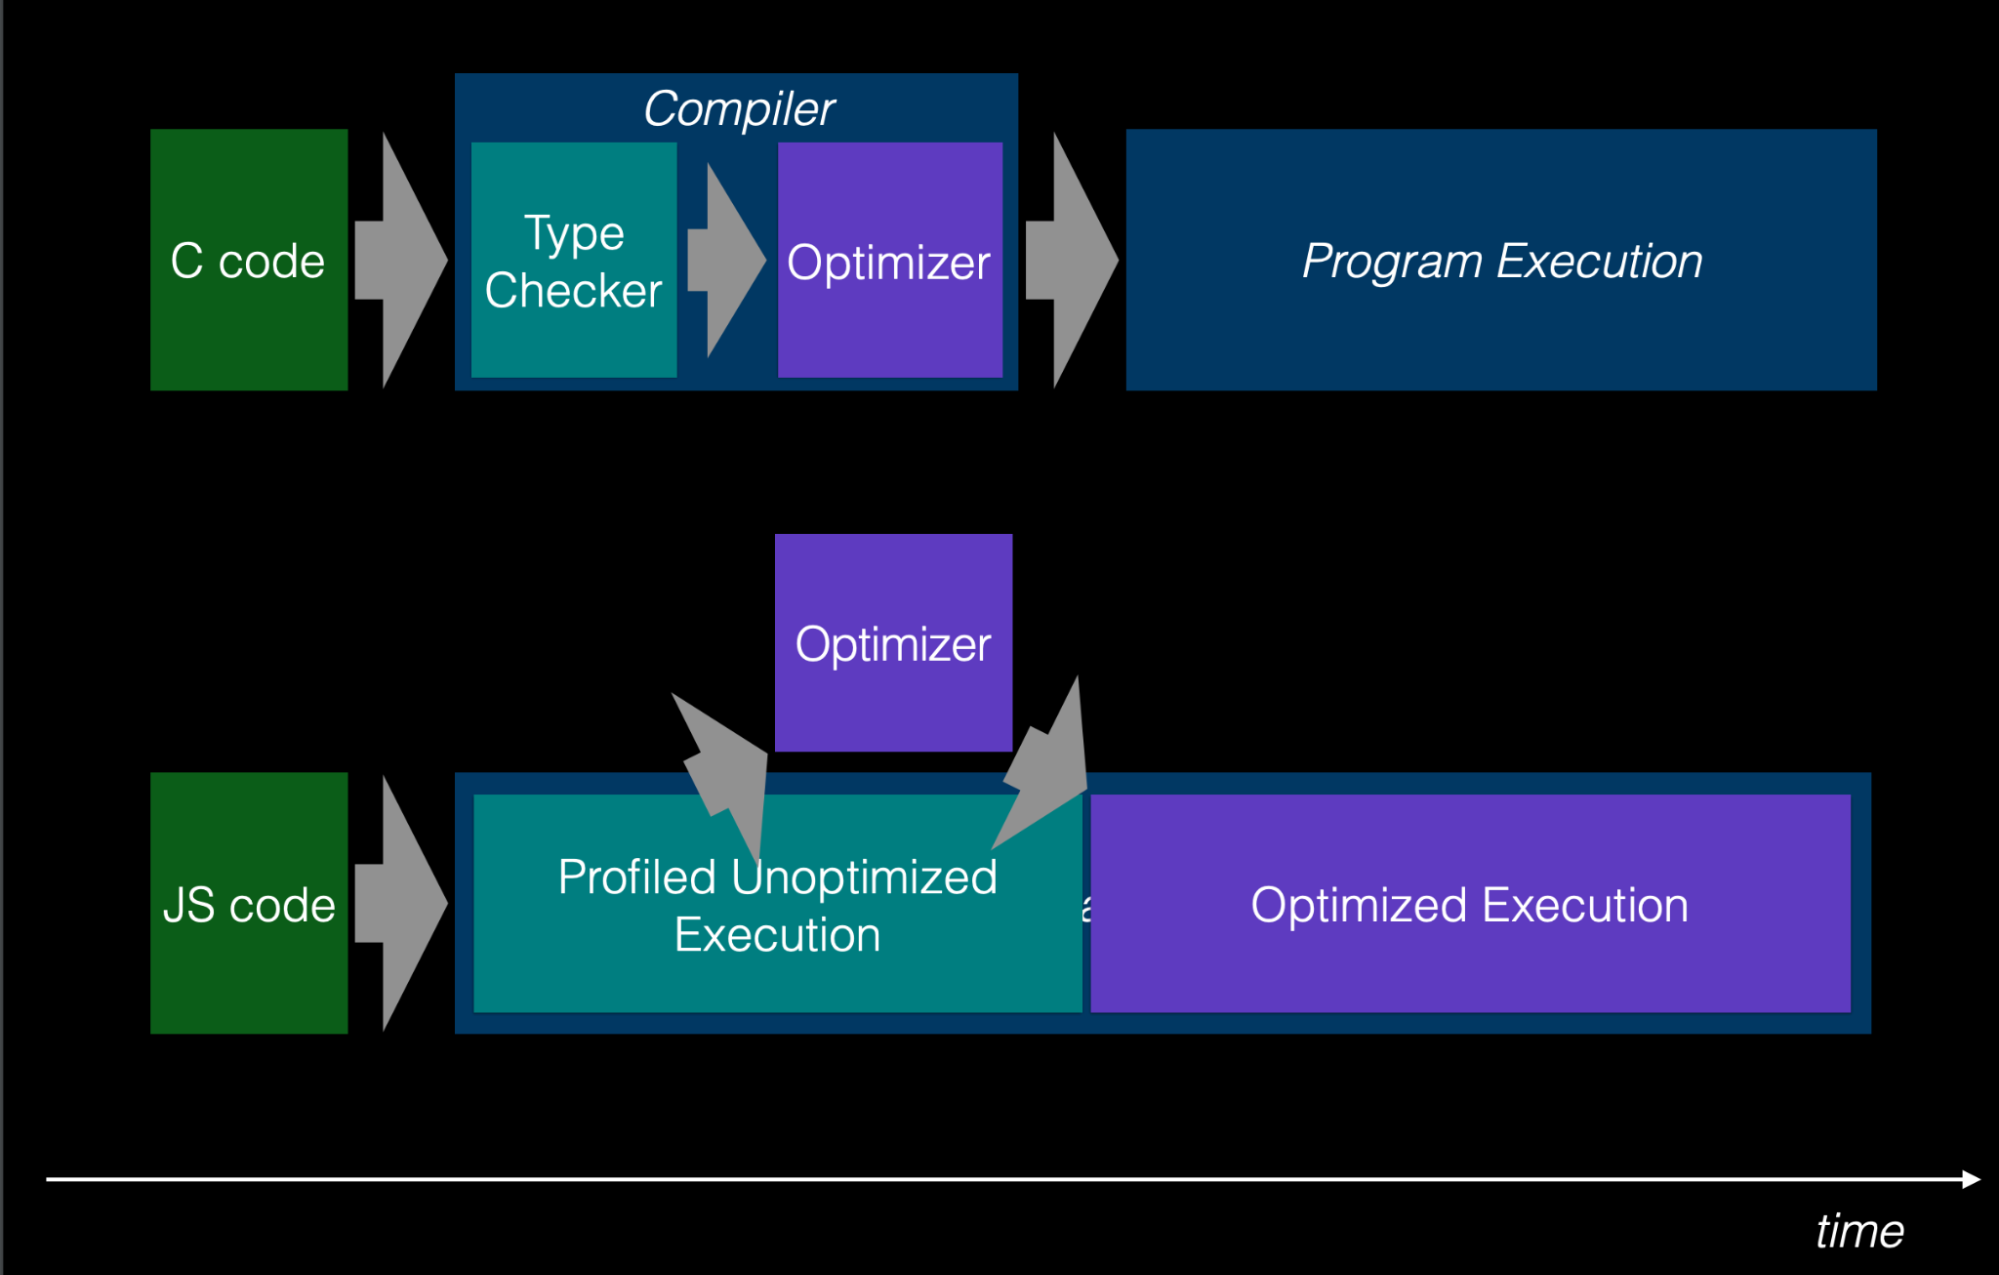 Compiler
C code
Type
Checker
Optimizer
Program Execution
Optimizer
JS code
Profiled Unoptimized
Execution
Optimized Execution
time